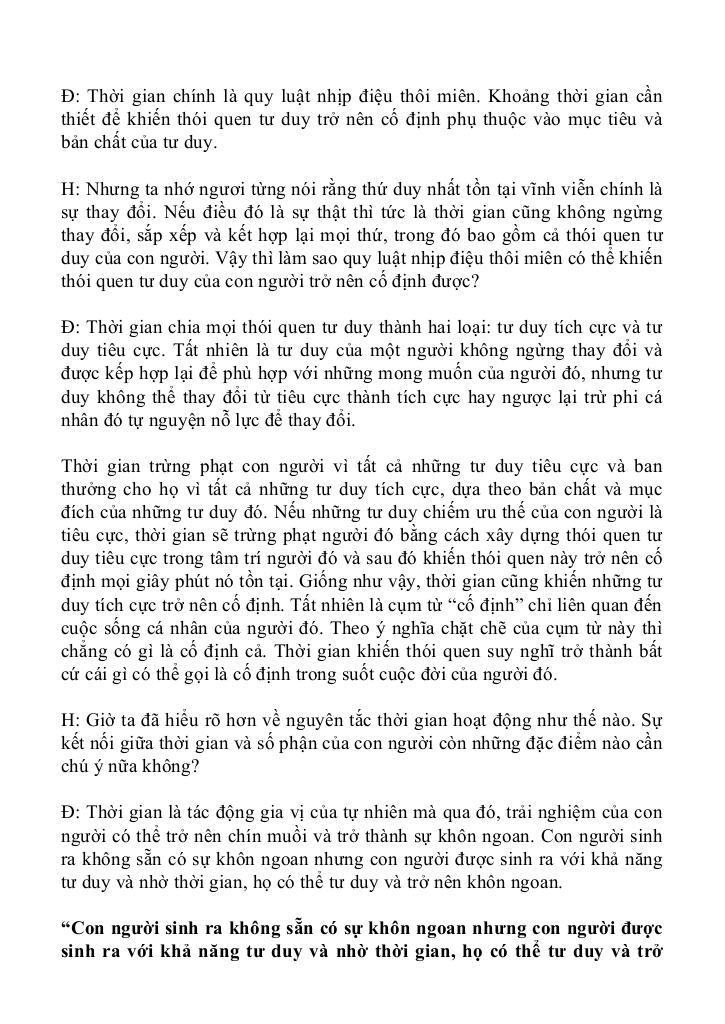 Đ: Thời gian chính là quy luật nhịp điệu thôi miên. Khoảng thời gian cần
thiết để khiến thói quen tư duy trở nên cố định phụ thuộc vào mục tiêu và
bản chất của tư duy.
H: Nhưng ta nhớ ngươi từng nói rằng thứ duy nhất tồn tại vĩnh viễn chính là
sự thay đổi. Nếu điều đó là sự thật thì tức là thời gian cũng không ngừng
thay đổi, sắp xếp và kết hợp lại mọi thứ, trong đó bao gồm cả thói quen tư
duy của con người. Vậy thì làm sao quy luật nhịp điệu thôi miên có thể khiến
thói quen tư duy của con người trở nên cố định được?
Đ: Thời gian chia mọi thói quen tư duy thành hai loại: tư duy tích cực và tư
duy tiêu cực. Tất nhiên là tư duy của một người không ngừng thay đổi và
được kếp hợp lại để phù hợp với những mong muốn của người đó, nhưng tư
duy không thể thay đổi từ tiêu cực thành tích cực hay ngược lại trừ phi cá
nhân đó tự nguyện nỗ lực để thay đổi.
Thời gian trừng phạt con người vì tất cả những tư duy tiêu cực và ban
thưởng cho họ vì tất cả những tư duy tích cực, dựa theo bản chất và mục
đích của những tư duy đó. Nếu những tư duy chiếm ưu thế của con người là
tiêu cực, thời gian sẽ trừng phạt người đó bằng cách xây dựng thói quen tư
duy tiêu cực trong tâm trí người đó và sau đó khiến thói quen này trở nên cố
định mọi giây phút nó tồn tại. Giống như vậy, thời gian cũng khiến những tư
duy tích cực trở nên cố định. Tất nhiên là cụm từ “cố định” chỉ liên quan đến
cuộc sống cá nhân của người đó. Theo ý nghĩa chặt chẽ của cụm từ này thì
chẳng có gì là cố định cả. Thời gian khiến thói quen suy nghĩ trở thành bất
cứ cái gì có thể gọi là cố định trong suốt cuộc đời của người đó.
H: Giờ ta đã hiểu rõ hơn về nguyên tắc thời gian hoạt động như thế nào. Sự
kết nối giữa thời gian và số phận của con người còn những đặc điểm nào cần
chú ý nữa không?
Đ: Thời gian là tác động gia vị của tự nhiên mà qua đó, trải nghiệm của con
người có thể trở nên chín muồi và trở thành sự khôn ngoan. Con người sinh
ra không sẵn có sự khôn ngoan nhưng con người được sinh ra với khả năng
tư duy và nhờ thời gian, họ có thể tư duy và trở nên khôn ngoan.
“Con người sinh ra không sẵn có sự khôn ngoan nhưng con người được
sinh ra với khả năng tư duy và nhờ thời gian, họ có thể tư duy và trở